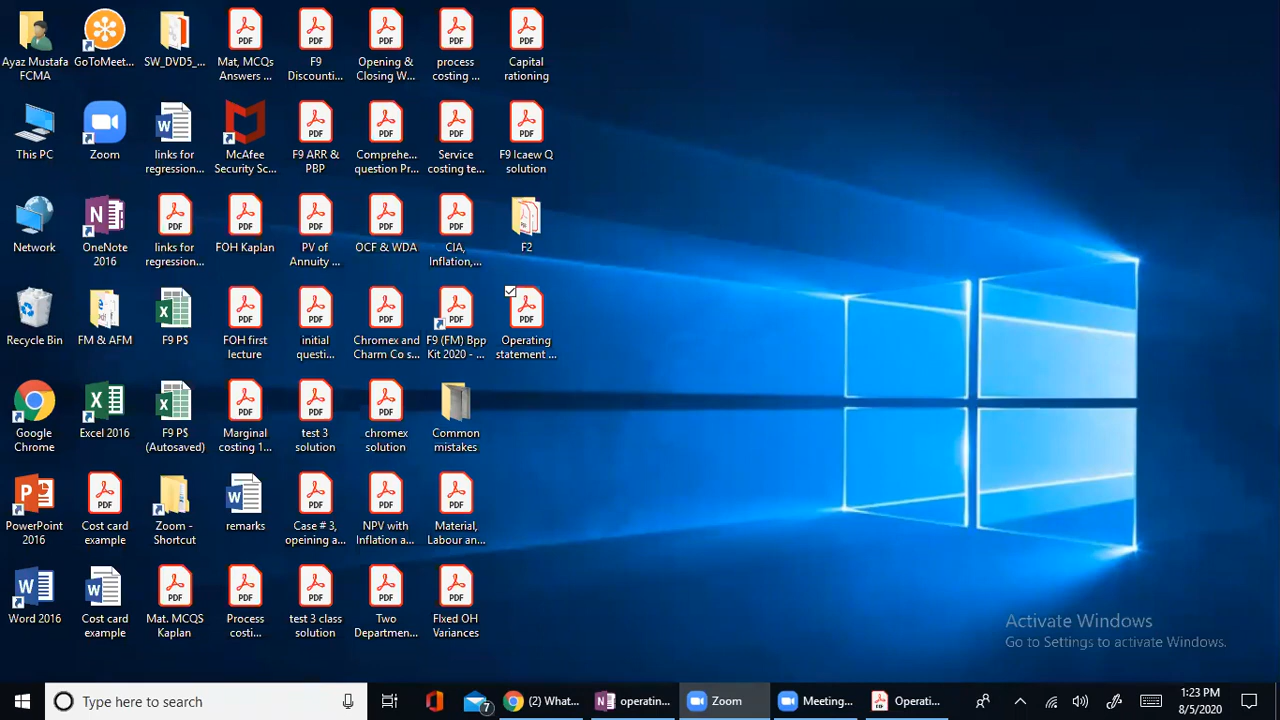 Ayaz Mustafa
FCMA
GoToMeet...
SW_DVD5_...
Mat, MCQs
Answers ...
F9
Discounti...
Opening &
Closing W...
process
costing ...
Capital
rationing
This PC
Zoom
links for
regression...
McAfee
Security Sc...
F9 ARR &
PBP
Comprehe...
question Pr...
Service
costing te...
F9 Icaew Q
solution
Network
OneNote
2016
links for
regression...
FOH Kaplan
PV of
Annuity ...
OCF & WDA
CIA,
Inflation,...
F2
Recycle Bin
FM & AFM
F9 P$
FOH first
lecture
initial
questi...
Chromex and
Charm Co s...
F9 (FM) Bpp
Kit 2020 - ...
Operating
statement ...
Google
Chrome
Excel 2016
F9 P$
(Autosaved)
Marginal
costing 1...
test 3
solution
chromex
solution
Common
mistakes
PowerPoint
2016
Cost card
example
Zoom -
Shortcut
remarks
Case # 3,
opeining a...
NPV with
Inflation a...
Material,
Labour an...
Word 2016
Cost card
example
Mat. MCQS
Kaplan
Process
costi...
test 3 class
solution
Two
Departmen...
FIxed OH
Variances
Activate Windows
Go to Settings to activate Windows.
Type here to search
7
(2) What...
operatin...
Zoom
Meeting...
Operati...
1:23 PM
8/5/2020